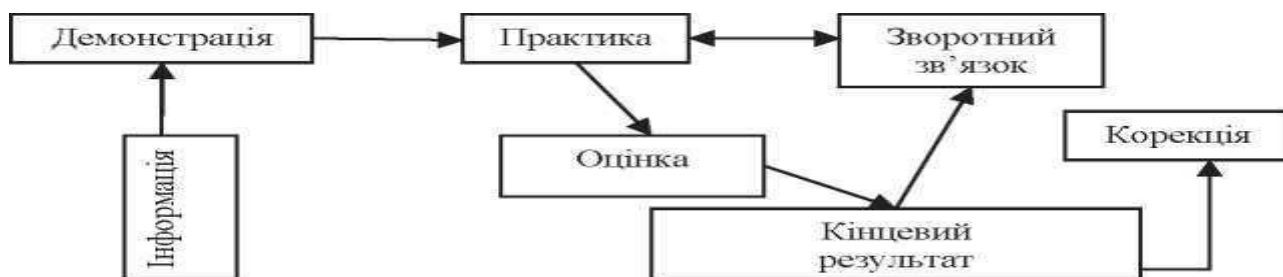 Демонстрація
Практика
Зворотний
зв’язок
Корекція
Оцінка
Інформація
Кінцевий
результат